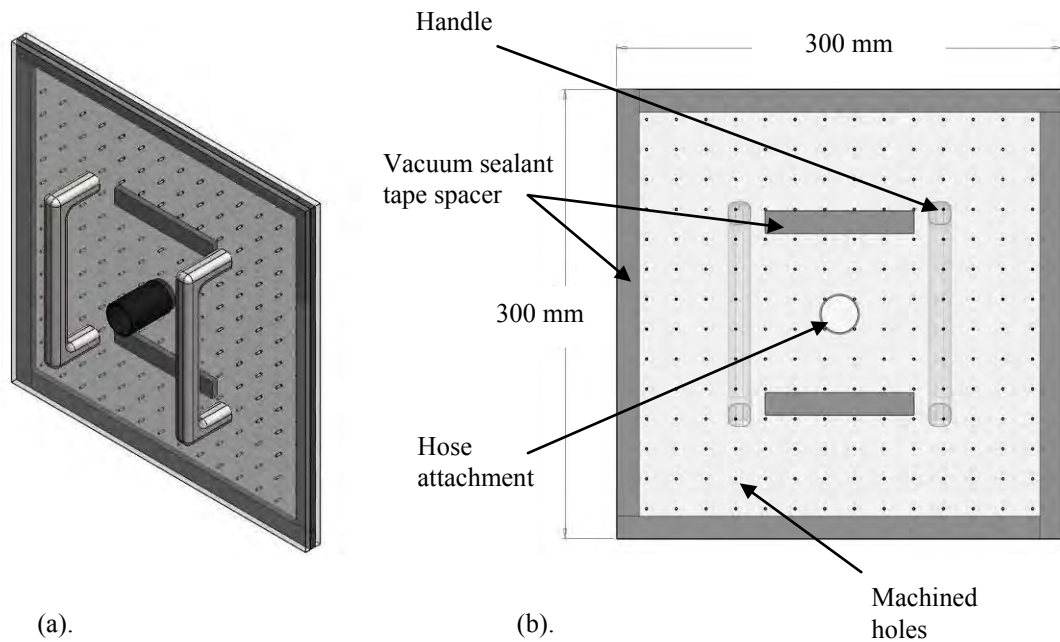 Handle
300 mm
Vacuum sealant
tape spacer
300 mm
Hose
attachment
Machined
holes
(a).
(b).